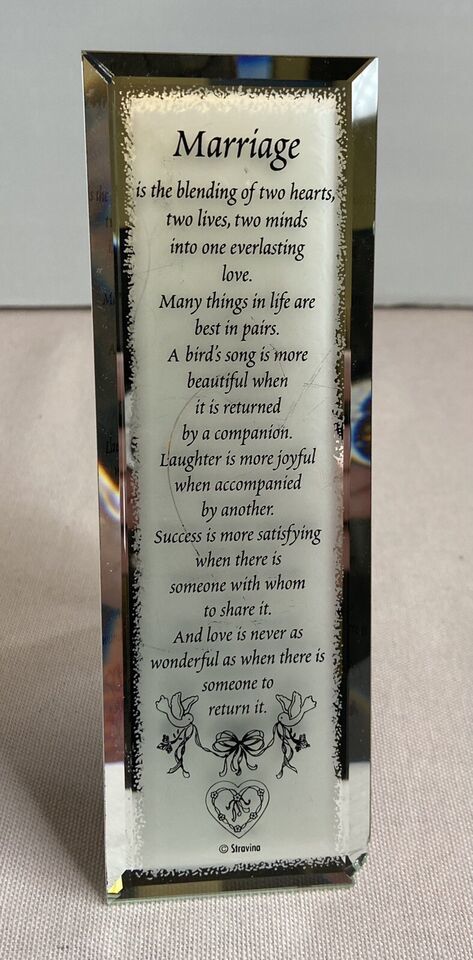 Marriage
is the blending of two hearts,
two lives, two minds
into one everlasting
love.
Many things in life are
best in pairs.
A bird's song is more
beautiful when
it is returned
by a companion.
Laughter is more joyful
when accompanied
by another.
Success is more satisfying
when there is
someone with whom
to share it.
And love is never as
wonderful as when there is
someone to
return it.
© Stravina